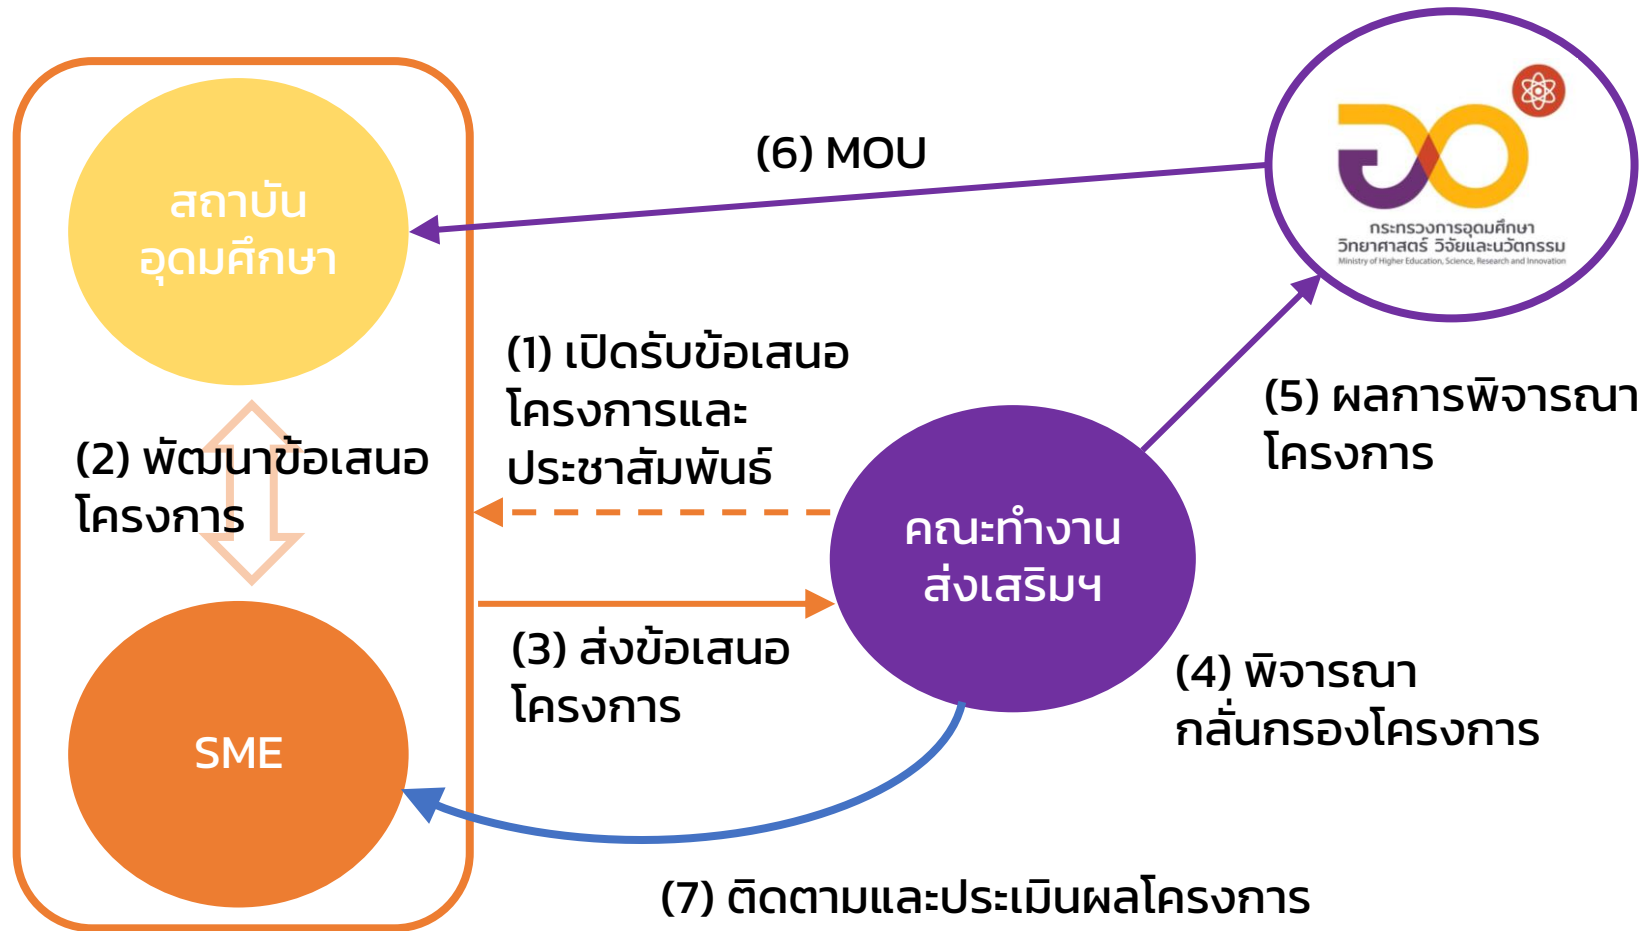 สถาบัน
อุดมศึกษา
(6) MOU
กระทรวงการอุดมศึกษา
วิทยาศาสตร์ วิจัยและนวัตกรรม
Ministry of Higher Education, Science, Research and Innovation
(1) เปิดรับข้อเสนอ
โครงการและ
ประชาสัมพันธ์
(2) พัฒนาข้อเสนอ
โครงการ
(5) ผลการพิจารณา
โครงการ
คณะทำงาน
ส่งเสริมฯ
(3) ส่งข้อเสนอ
โครงการ
(4) พิจารณา
กลั่นกรองโครงการ
SME
(7) ติดตามและประเมินผลโครงการ